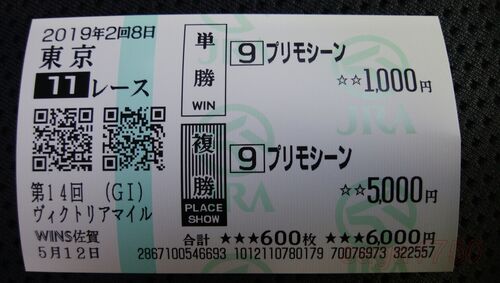 2019年2回8日
東京
11 レース
第14回 (GⅠ)
ヴィクトリアマイル
WINS佐賀
5月12日
単勝 WIN
9 プリモシーン
☆☆1,000円
複勝 PLACE SHOW
9 プリモシーン
☆☆5,000円
合計 ★★★600枚 ★★★6,000円
2867100546693 1012110780179 70076973 322557
JRA
JRA